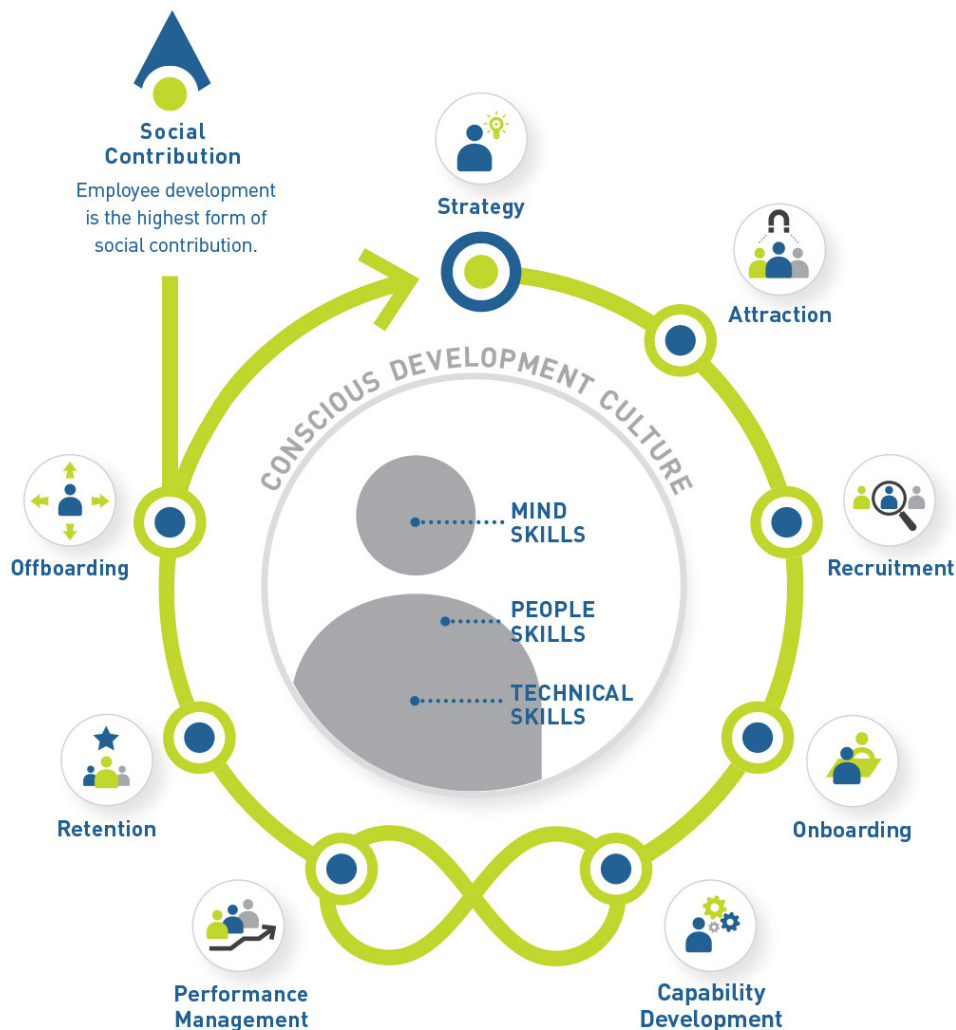 Social
Contribution
Employee development
is the highest form of
social contribution.
Strategy
Attraction
CONSCIOUS DEVELOPMENT CULTURE
MIND
SKILLS
Recruitment
Offboarding
PEOPLE
SKILLS
TECHNICAL
SKILLS
Retention
Onboarding
Performance
Management
Capability
Development